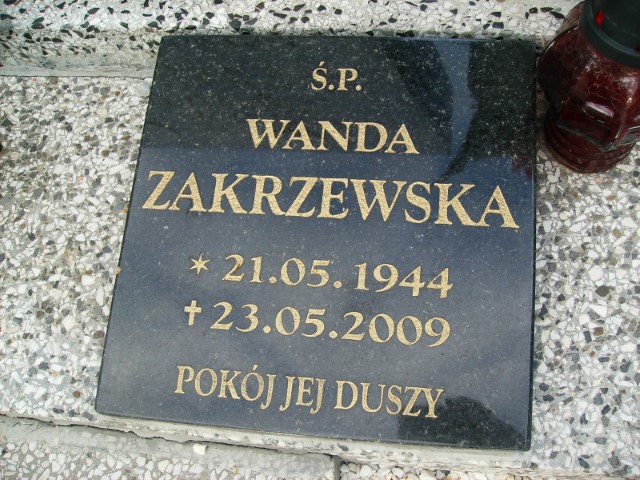 Ś.P.
WANDA
ZAKRZEWSKA
* 21.05.1944
✝ 23.05.2009
POKÓJ JEJ DUSZY